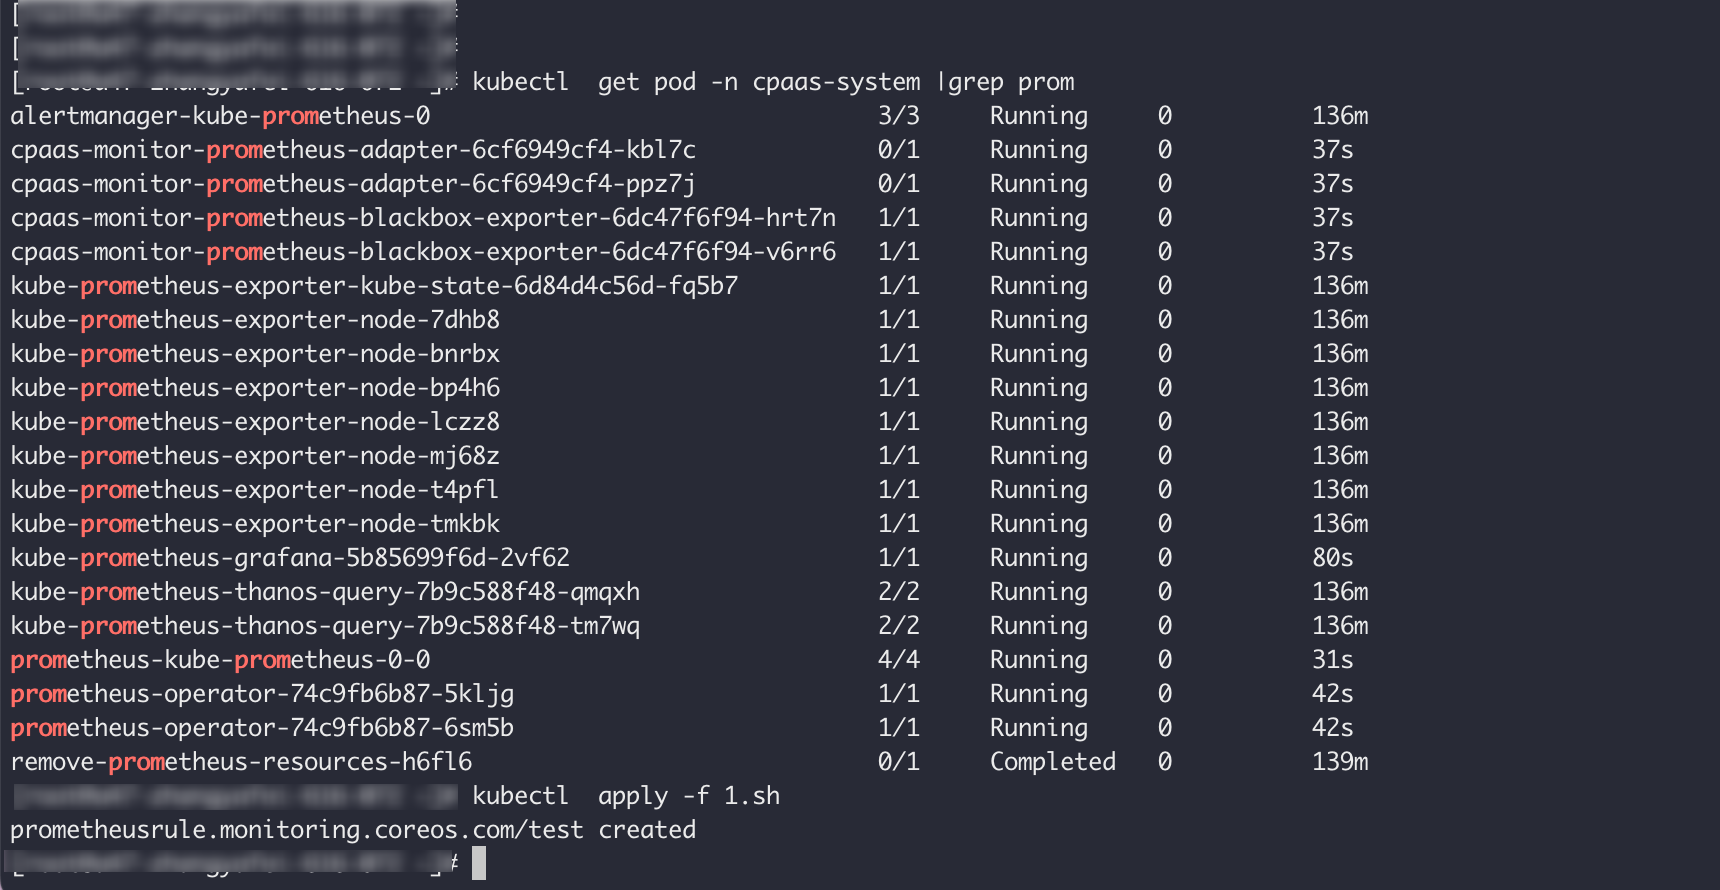 [
[
[ # kubectl  get pod -n cpaas-system |grep prom
alertmanager-kube-prometheus-0 3/3 Running 0 136m
cpaas-monitor-prometheus-adapter-6cf6949cf4-kbl7c 0/1 Running 0 37s
cpaas-monitor-prometheus-adapter-6cf6949cf4-ppz7j 0/1 Running 0 37s
cpaas-monitor-prometheus-blackbox-exporter-6dc47f6f94-hrt7n 1/1 Running 0 37s
cpaas-monitor-prometheus-blackbox-exporter-6dc47f6f94-v6rr6 1/1 Running 0 37s
kube-prometheus-exporter-kube-state-6d84d4c56d-fq5b7 1/1 Running 0 136m
kube-prometheus-exporter-node-7dhb8 1/1 Running 0 136m
kube-prometheus-exporter-node-bnrbx 1/1 Running 0 136m
kube-prometheus-exporter-node-bp4h6 1/1 Running 0 136m
kube-prometheus-exporter-node-lczz8 1/1 Running 0 136m
kube-prometheus-exporter-node-mj68z 1/1 Running 0 136m
kube-prometheus-exporter-node-t4pfl 1/1 Running 0 136m
kube-prometheus-exporter-node-tmkbk 1/1 Running 0 136m
kube-prometheus-grafana-5b85699f6d-2vf62 1/1 Running 0 80s
kube-prometheus-thanos-query-7b9c588f48-qmqxh 2/2 Running 0 136m
kube-prometheus-thanos-query-7b9c588f48-tm7wq 2/2 Running 0 136m
prometheus-kube-prometheus-0-0 4/4 Running 0 31s
prometheus-operator-74c9fb6b87-5kljg 1/1 Running 0 42s
prometheus-operator-74c9fb6b87-6sm5b 1/1 Running 0 42s
remove-prometheus-resources-h6fl6 0/1 Completed 0 139m
kubectl  apply -f 1.sh
prometheusrule.monitoring.coreos.com/test created
#